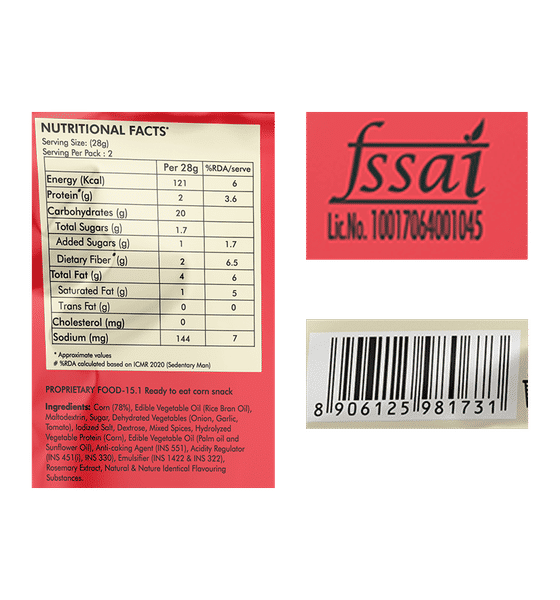 NUTRITIONAL FACTS*
Serving Size: (28g)
Serving Per Pack : 2
Per 28g %RDA/serve
Energy (Kcal) 121 6
Protein#(g) 2 3.6
Carbohydrates (g) 20
Total Sugars (g) 1.7
Added Sugars (g) 1 1.7
Dietary Fiber#(g) 2 6.5
Total Fat (g) 4 6
Saturated Fat (g) 1 5
Trans Fat (g) 0 0
Cholesterol (mg) 0
Sodium (mg) 144 7
* Approximate values
# %RDA calculated based on ICMR 2020 (Sedentary Man)
PROPRIETARY FOOD-15.1 Ready to eat corn snack
Ingredients: Corn (78%), Edible Vegetable Oil (Rice Bran Oil),
Maltodextrin, Sugar, Dehydrated Vegetables (Onion, Garlic,
Tomato), Iodized Salt, Dextrose, Mixed Spices, Hydrolyzed
Vegetable Protein (Corn), Edible Vegetable Oil (Palm oil and
Sunflower Oil), Anti-caking Agent (INS 551), Acidity Regulator
(INS 451(i), INS 330), Emulsifier (INS 1422 & INS 322),
Rosemary Extract, Natural & Nature Identical Flavouring
Substances.
fssai
Lic.No. 10017064001045
8 906125 981731